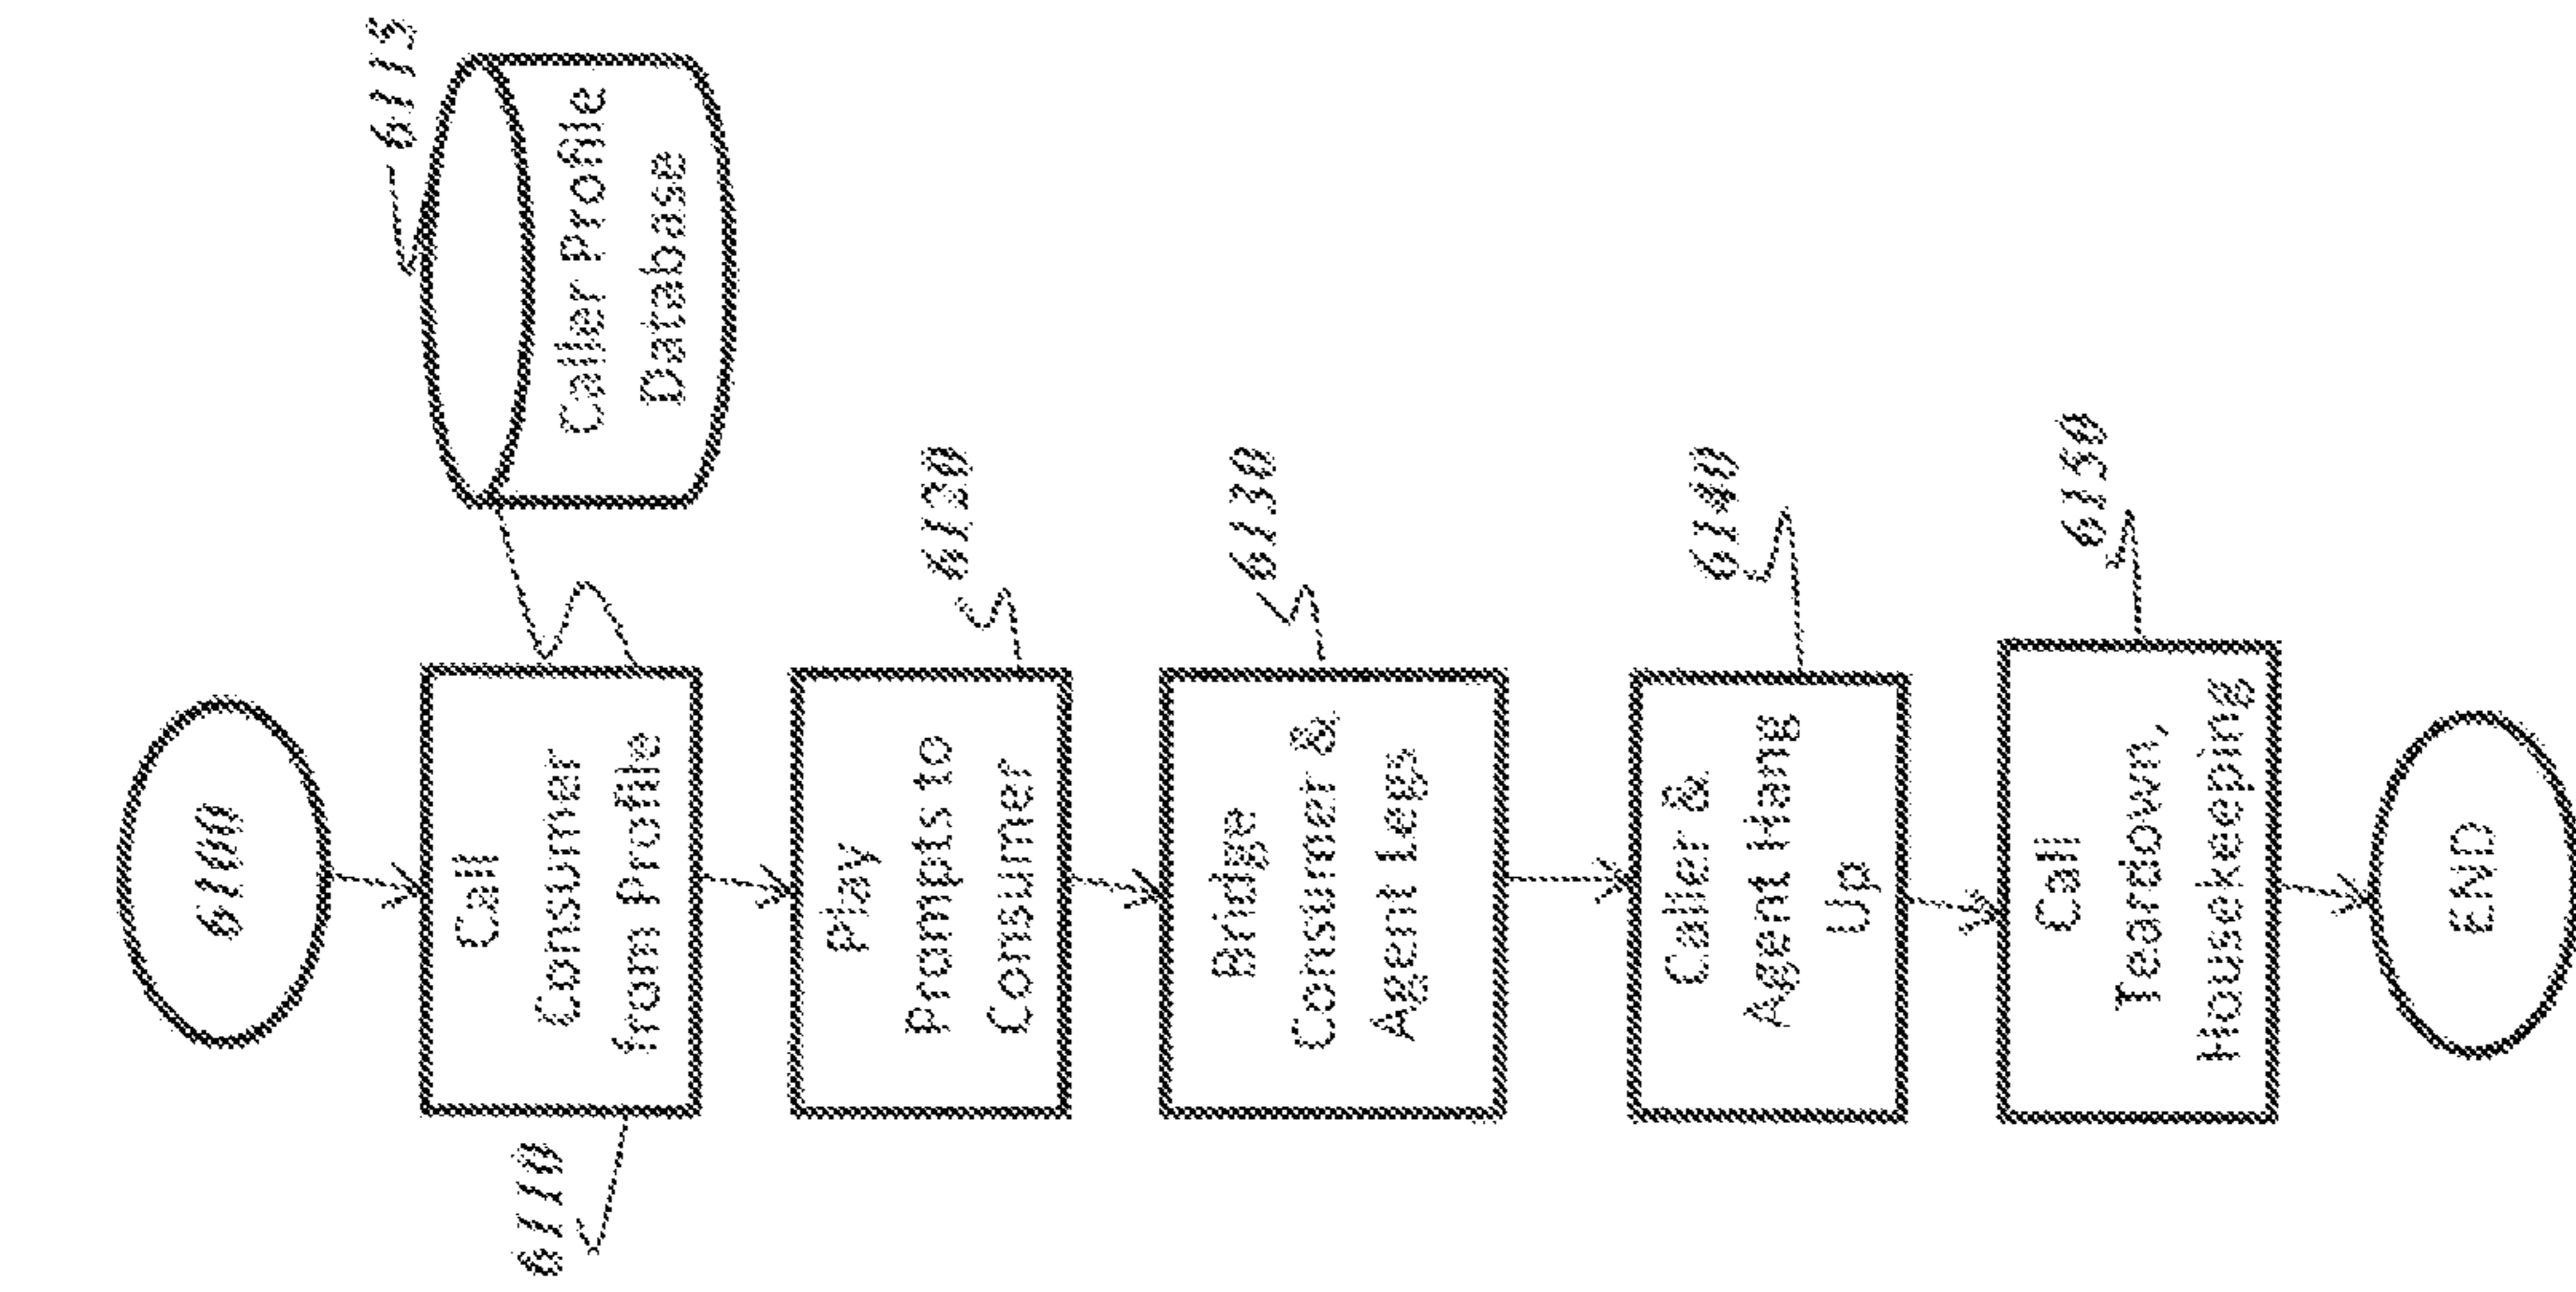 6100
6110
Call
Consumer
from Profile
6115
Caller Profile
Database
Play
Prompts to
Consumer
6120
Bridge
Consumer &
Agent Legs
6130
Caller &
Agent Hang
Up
6140
Call
Teardown,
Housekeeping
6150
END